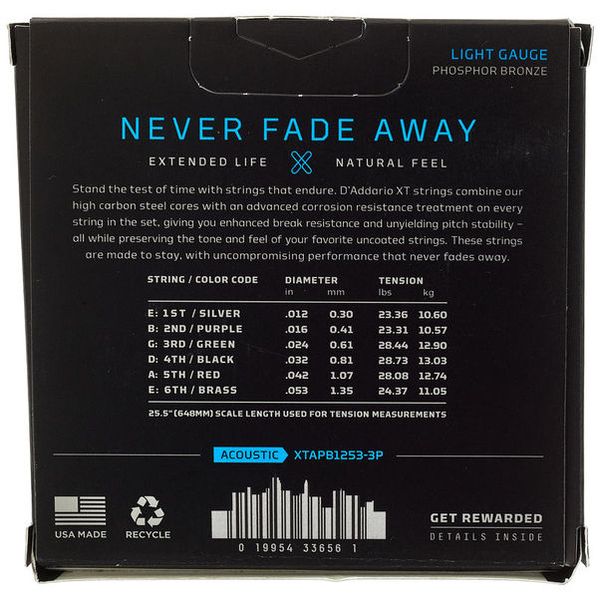 LIGHT GAUGE
PHOSPHOR BRONZE
NEVER FADE AWAY
EXTENDED LIFE NATURAL FEEL
Stand the test of time with strings that endure. D'Addario XT strings combine our
high carbon steel cores with an advanced corrosion resistance treatment on every
string in the set, giving you enhanced break resistance and unyielding pitch stability –
all while preserving the tone and feel of your favorite uncoated strings. These strings
are made to stay, with uncompromising performance that never fades away.
STRING / COLOR CODE DIAMETER TENSION
in mm lbs kg
E: 1ST / SILVER .012 0.30 23.36 10.60
B: 2ND / PURPLE .016 0.41 23.31 10.57
G: 3RD / GREEN .024 0.61 28.44 12.90
D: 4TH / BLACK .032 0.81 28.73 13.03
A: 5TH / RED .042 1.07 28.08 12.74
E: 6TH / BRASS .053 1.35 24.37 11.05
25.5" (648MM) SCALE LENGTH USED FOR TENSION MEASUREMENTS
ACOUSTIC XTAPB1253-3P
USA MADE RECYCLE
0 19954 33656 1
GET REWARDED
DETAILS INSIDE